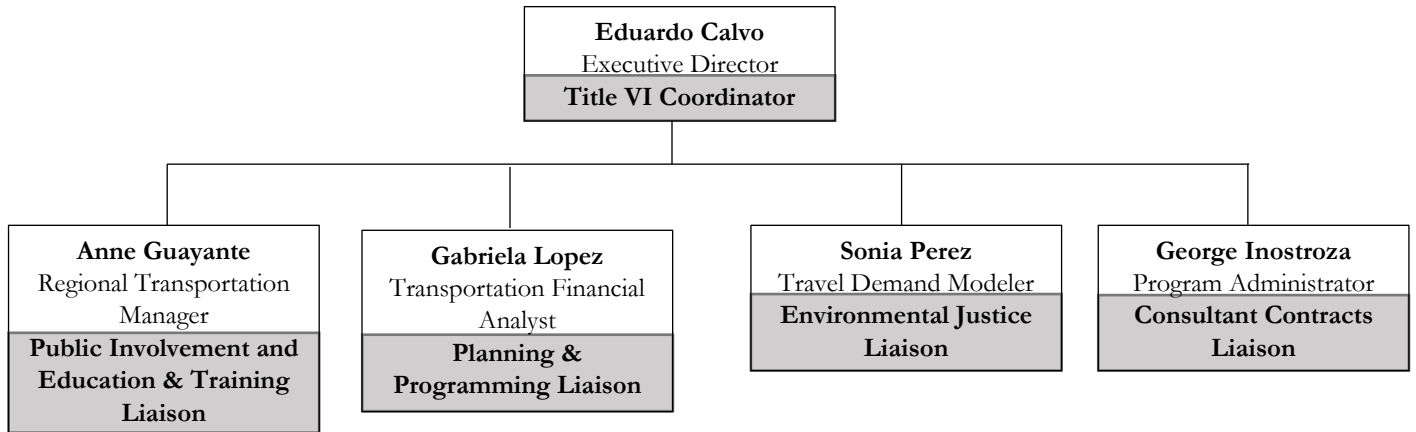 Eduardo Calvo
Executive Director
Title VI Coordinator
Anne Guayante
Regional Transportation
Manager
Public Involvement and
Education & Training
Liaison
Gabriela Lopez
Transportation Financial
Analyst
Planning &
Programming Liaison
Sonia Perez
Travel Demand Modeler
Environmental Justice
Liaison
George Inostroza
Program Administrator
Consultant Contracts
Liaison